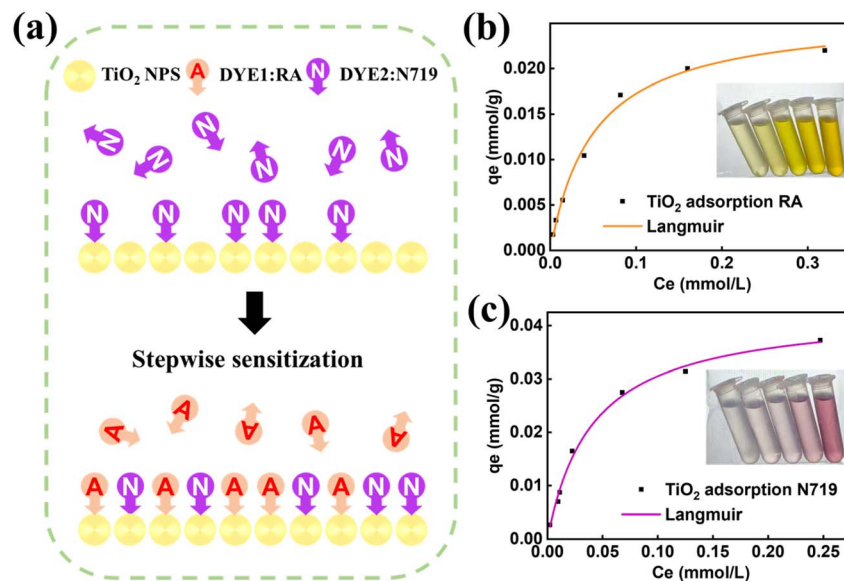 (a)
TiO₂ NPS
A
DYE1:RA
N
DYE2:N719
N
N
N
N
N
N
N
N
N
N
N
Stepwise sensitization
A
A
A
A
A
A
N
A
N
A
A
N
A
N
N
(b)
qe (mmol/g)
0.020
0.015
0.010
0.005
0.000
TiO₂ adsorption RA
Langmuir
0.0
0.1
0.2
0.3
Ce (mmol/L)
(c)
qe (mmol/g)
0.04
0.03
0.02
0.01
0.00
TiO₂ adsorption N719
Langmuir
0.00
0.05
0.10
0.15
0.20
0.25
Ce (mmol/L)